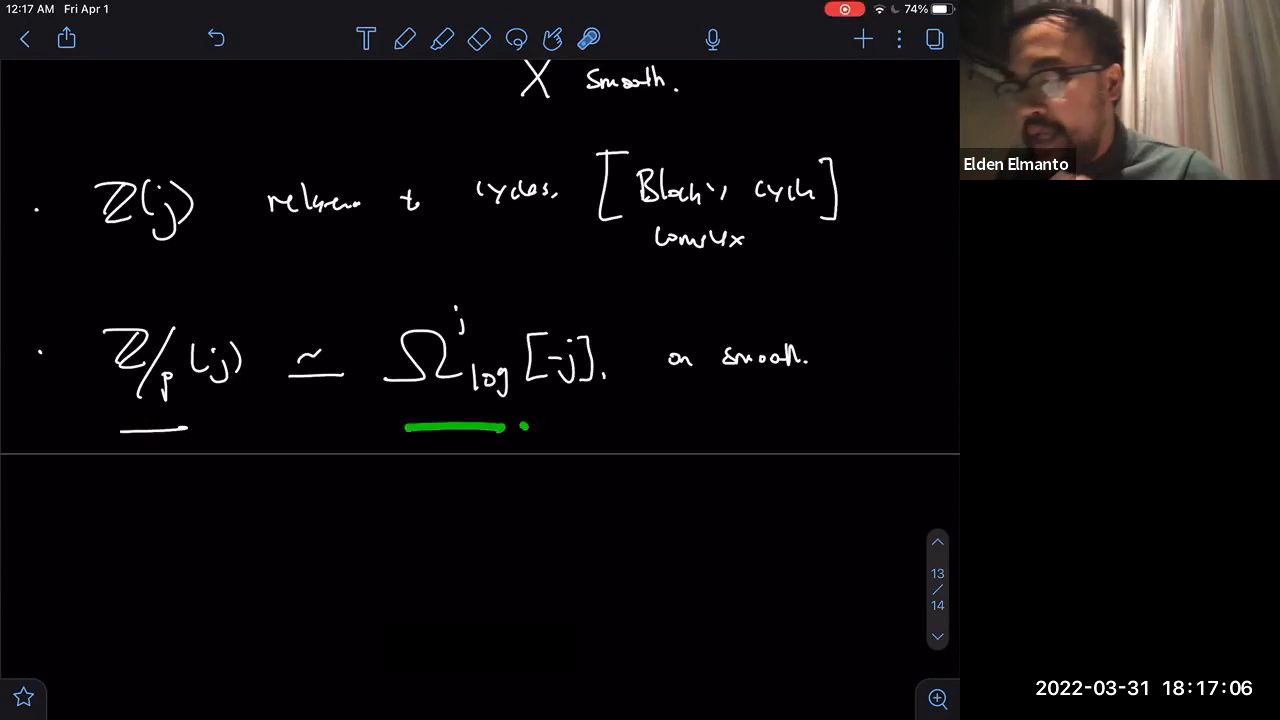 12:17 AM Fri Apr 1
74%
X smooth.
Elden Elmanto
· ℤ(j) to cycles. [Bloch's cycle complex]
· ℤ/p(j) ≃ Ω^j_log[-j]. on smooth.
13
/
14
2022-03-31 18:17:06